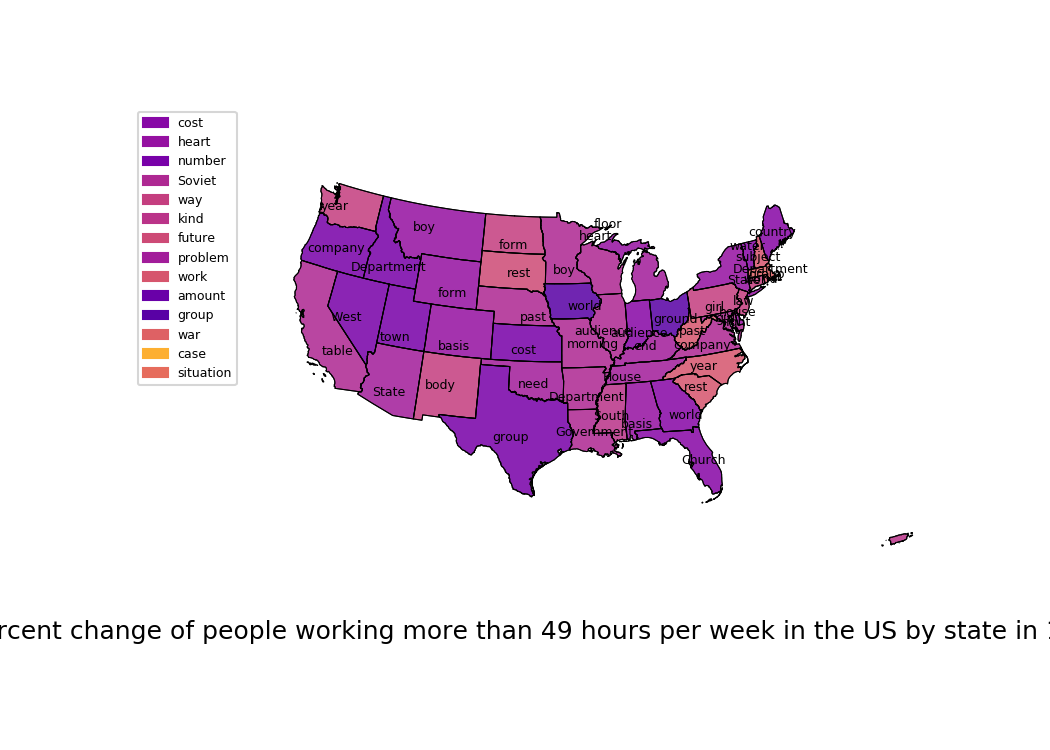 cost
heart
number
Soviet
way
kind
future
problem
work
amount
group
war
case
situation
year
company
Department
boy
form
floor
heart
form
rest
boy
country
water
subject
Department
State
West
town
basis
table
State
body
past
cost
need
group
world
audience
morning
audience
end
ground
girl
law
past
company
House
year
rest
Department
South
Government
basis
world
Church
rcent change of people working more than 49 hours per week in the US by state in